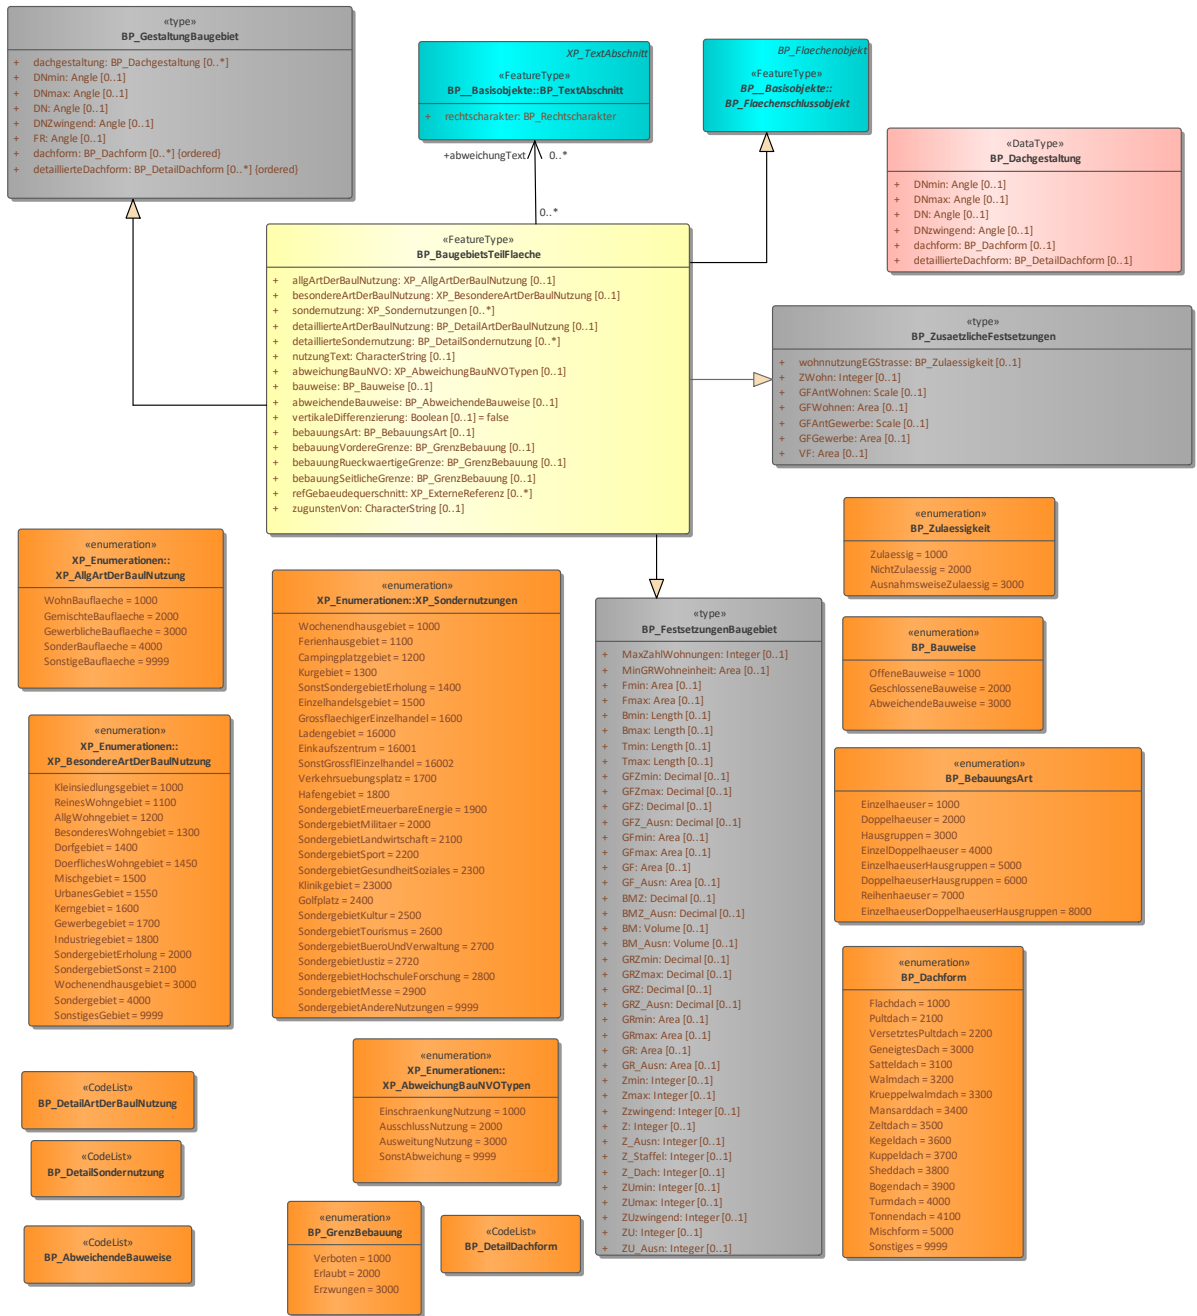 «type»
BP_GestaltungBaugebiet
+ dachgestaltung: BP_Dachgestaltung [0..*]
+ DNmin: Angle [0..1]
+ DNmax: Angle [0..1]
+ DN: Angle [0..1]
+ DNZwingend: Angle [0..1]
+ FR: Angle [0..1]
+ dachform: BP_Dachform [0..*] {ordered}
+ detaillierteDachform: BP_DetailDachform [0..*] {ordered}
XP_TextAbschnitt
«FeatureType»
BP__Basisobjekte::BP_TextAbschnitt
+ rechtscharakter: BP_Rechtscharakter
BP_Flaechenobjekt
«FeatureType»
BP__Basisobjekte::
BP_Flaechenschlussobjekt
+abweichungText 0..*
0..*
«DataType»
BP_Dachgestaltung
+ DNmin: Angle [0..1]
+ DNmax: Angle [0..1]
+ DN: Angle [0..1]
+ DNzwingend: Angle [0..1]
+ dachform: BP_Dachform [0..1]
+ detaillierteDachform: BP_DetailDachform [0..1]
«FeatureType»
BP_BaugebietsTeilFlaeche
+ allgArtDerBaulNutzung: XP_AllgArtDerBaulNutzung [0..1]
+ besondereArtDerBaulNutzung: XP_BesondereArtDerBaulNutzung [0..1]
+ sondernutzung: XP_Sondernutzungen [0..*]
+ detaillierteArtDerBaulNutzung: BP_DetailArtDerBaulNutzung [0..1]
+ detaillierteSondernutzung: BP_DetailSondernutzung [0..*]
+ nutzungText: CharacterString [0..1]
+ abweichungBauNVO: XP_AbweichungBauNVOTypen [0..1]
+ bauweise: BP_Bauweise [0..1]
+ abweichendeBauweise: BP_AbweichendeBauweise [0..1]
+ vertikaleDifferenzierung: Boolean [0..1] = false
+ bebauungsArt: BP_BebauungsArt [0..1]
+ bebauungVordereGrenze: BP_GrenzBebauung [0..1]
+ bebauungRueckwaertigeGrenze: BP_GrenzBebauung [0..1]
+ bebauungSeitlicheGrenze: BP_GrenzBebauung [0..1]
+ refGebaeudequerschnitt: XP_ExterneReferenz [0..*]
+ zugunstenVon: CharacterString [0..1]
«type»
BP_ZusaetzlicheFestsetzungen
+ wohnnutzungEGStrasse: BP_Zulaessigkeit [0..1]
+ ZWohn: Integer [0..1]
+ GFAntWohnen: Scale [0..1]
+ GFWohnen: Area [0..1]
+ GFAntGewerbe: Scale [0..1]
+ GFGewerbe: Area [0..1]
+ VF: Area [0..1]
«enumeration»
XP_Enumerationen::
XP_AllgArtDerBaulNutzung
WohnBauflaeche = 1000
GemischteBauflaeche = 2000
GewerblicheBauflaeche = 3000
SonderBauflaeche = 4000
SonstigeBauflaeche = 9999
«enumeration»
XP_Enumerationen::
XP_BesondereArtDerBaulNutzung
Kleinsiedlungsgebiet = 1000
ReinesWohngebiet = 1100
AllgWohngebiet = 1200
BesonderesWohngebiet = 1300
Dorfgebiet = 1400
DoerflichesWohngebiet = 1450
Mischgebiet = 1500
UrbanesGebiet = 1550
Kerngebiet = 1600
Gewerbegebiet = 1700
Industriegebiet = 1800
SondergebietErholung = 2000
SondergebietSonst = 2100
Wochenendhausgebiet = 3000
Sondergebiet = 4000
SonstigesGebiet = 9999
«enumeration»
XP_Enumerationen::XP_Sondernutzungen
Wochenendhausgebiet = 1000
Ferienhausgebiet = 1100
Campingplatzgebiet = 1200
Kurgebiet = 1300
SonstSondergebietErholung = 1400
Einzelhandelsgebiet = 1500
GrossflaechigerEinzelhandel = 1600
Ladengebiet = 16000
Einkaufszentrum = 16001
SonstGrossflEinzelhandel = 16002
Verkehrsuebungsplatz = 1700
Hafengebiet = 1800
SondergebietErneuerbareEnergie = 1900
SondergebietMilitaer = 2000
SondergebietLandwirtschaft = 2100
SondergebietSport = 2200
SondergebietGesundheitSoziales = 2300
Klinikgebiet = 23000
Golfplatz = 2400
SondergebietKultur = 2500
SondergebietTourismus = 2600
SondergebietBueroUndVerwaltung = 2700
SondergebietJustiz = 2720
SondergebietHochschuleForschung = 2800
SondergebietMesse = 2900
SondergebietAndereNutzungen = 9999
«type»
BP_FestsetzungenBaugebiet
+ MaxZahlWohnungen: Integer [0..1]
+ MinGRWohneinheit: Area [0..1]
+ Fmin: Area [0..1]
+ Fmax: Area [0..1]
+ Bmin: Length [0..1]
+ Bmax: Length [0..1]
+ Tmin: Length [0..1]
+ Tmax: Length [0..1]
+ GFZmin: Decimal [0..1]
+ GFZmax: Decimal [0..1]
+ GFZ: Decimal [0..1]
+ GFZ_Ausn: Decimal [0..1]
+ GFmin: Area [0..1]
+ GFmax: Area [0..1]
+ GF: Area [0..1]
+ GF_Ausn: Area [0..1]
+ BMZ: Decimal [0..1]
+ BMZ_Ausn: Decimal [0..1]
+ BM: Volume [0..1]
+ BM_Ausn: Volume [0..1]
+ GRZmin: Decimal [0..1]
+ GRZmax: Decimal [0..1]
+ GRZ: Decimal [0..1]
+ GRZ_Ausn: Decimal [0..1]
+ GRmin: Area [0..1]
+ GRmax: Area [0..1]
+ GR: Area [0..1]
+ GR_Ausn: Area [0..1]
+ Zmin: Integer [0..1]
+ Zmax: Integer [0..1]
+ Zzwingend: Integer [0..1]
+ Z: Integer [0..1]
+ Z_Ausn: Integer [0..1]
+ Z_Staffel: Integer [0..1]
+ Z_Dach: Integer [0..1]
+ ZUmin: Integer [0..1]
+ ZUmax: Integer [0..1]
+ ZUzwingend: Integer [0..1]
+ ZU: Integer [0..1]
+ ZU_Ausn: Integer [0..1]
«enumeration»
BP_Zulaessigkeit
Zulaessig = 1000
NichtZulaessig = 2000
AusnahmsweiseZulaessig = 3000
«enumeration»
BP_Bauweise
OffeneBauweise = 1000
GeschlosseneBauweise = 2000
AbweichendeBauweise = 3000
«enumeration»
BP_BebauungsArt
Einzelhaeuser = 1000
Doppelhaeuser = 2000
Hausgruppen = 3000
EinzelDoppelhaeuser = 4000
EinzelhaeuserHausgruppen = 5000
DoppelhaeuserHausgruppen = 6000
Reihenhaeuser = 7000
EinzelhaeuserDoppelhaeuserHausgruppen = 8000
«enumeration»
BP_Dachform
Flachdach = 1000
Pultdach = 2100
VersetztesPultdach = 2200
GeneigtesDach = 3000
Satteldach = 3100
Walmdach = 3200
Krueppelwalmdach = 3300
Mansarddach = 3400
Zeltdach = 3500
Kegeldach = 3600
Kuppeldach = 3700
Sheddach = 3800
Bogendach = 3900
Turmdach = 4000
Tonnendach = 4100
Mischform = 5000
Sonstiges = 9999
«enumeration»
XP_Enumerationen::
XP_AbweichungBauNVOTypen
EinschraenkungNutzung = 1000
AusschlussNutzung = 2000
AusweitungNutzung = 3000
SonstAbweichung = 9999
«CodeList»
BP_DetailArtDerBaulNutzung
«CodeList»
BP_DetailSondernutzung
«CodeList»
BP_AbweichendeBauweise
«enumeration»
BP_GrenzBebauung
Verboten = 1000
Erlaubt = 2000
Erzwungen = 3000
«CodeList»
BP_DetailDachform